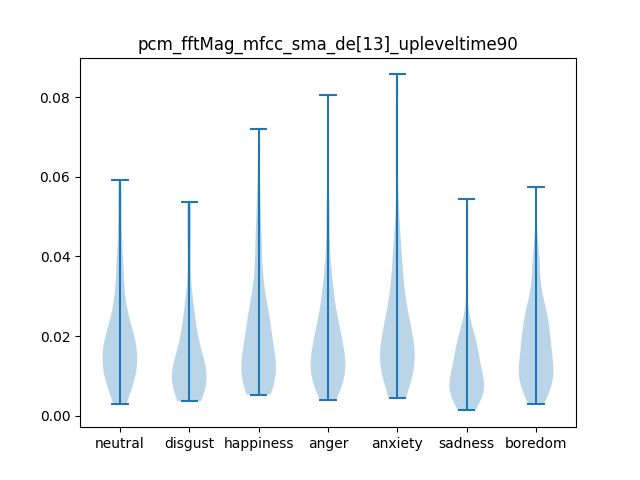 pcm_fftMag_mfcc_sma_de[13]_upleveltime90
0.08
0.06
0.04
0.02
0.00
neutral disgust happiness anger anxiety sadness boredom